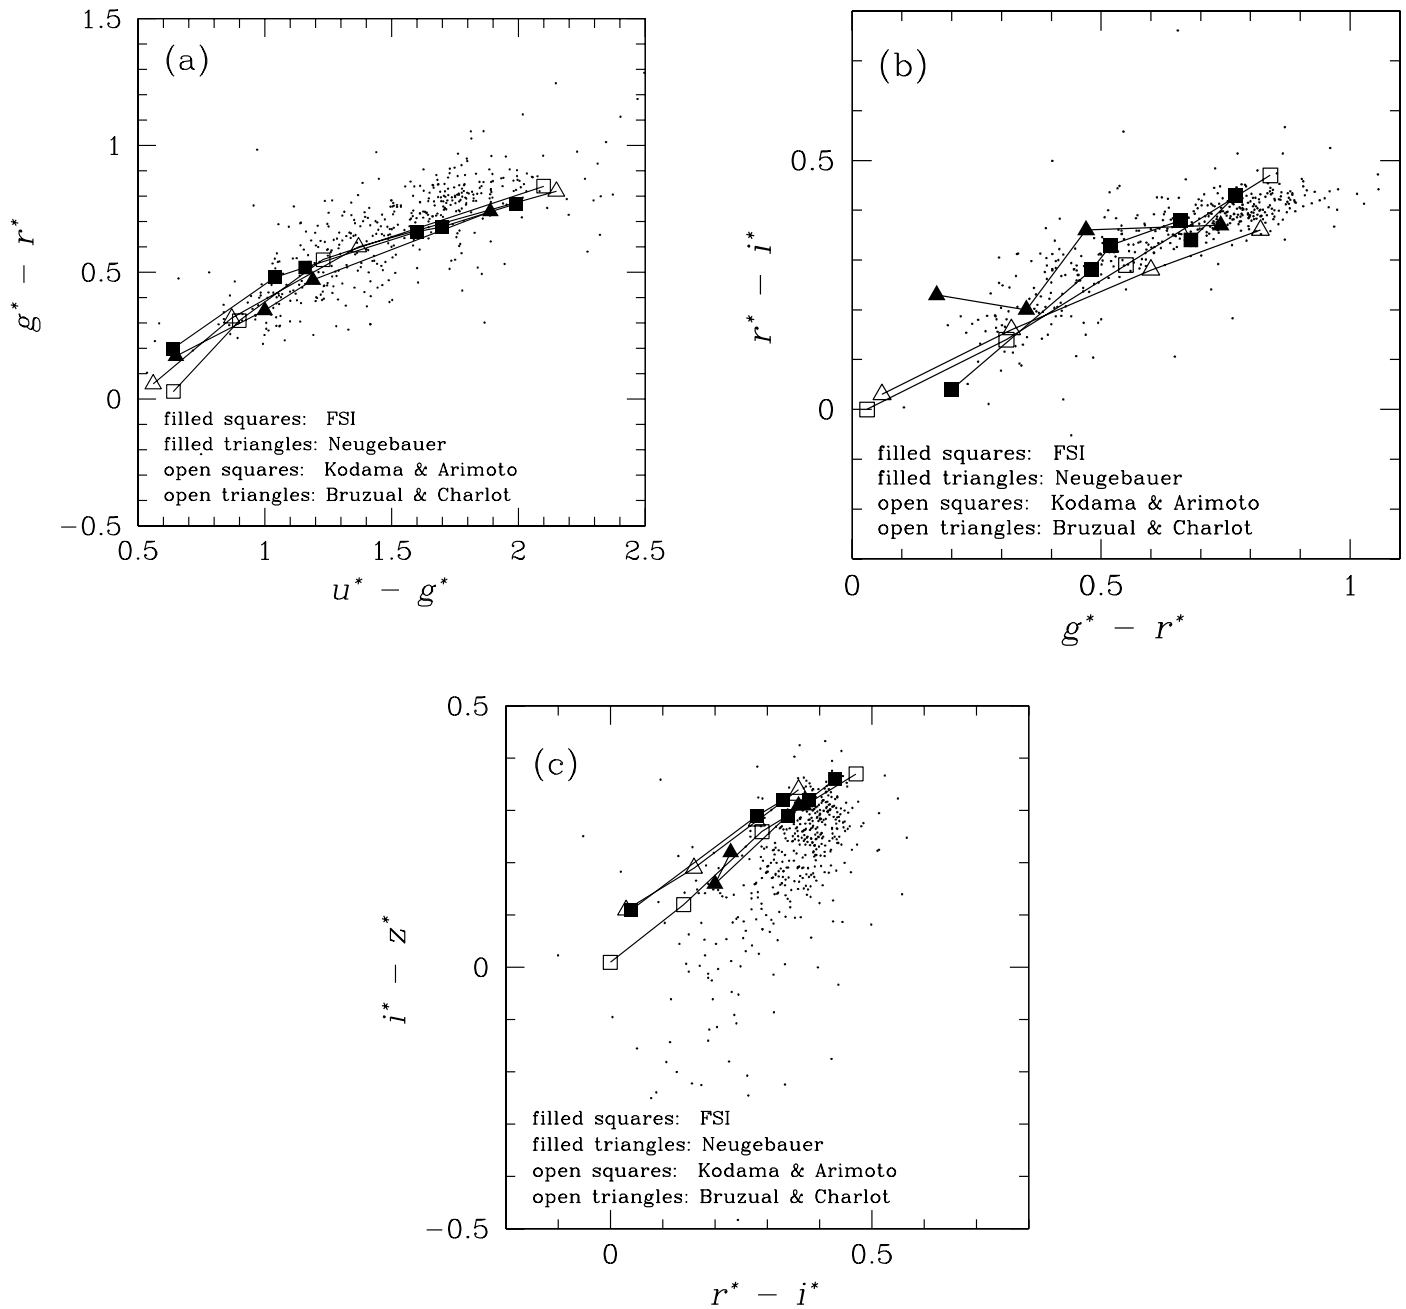 1.5
(a)
1
0.5
0
−0.5
g* − r*
filled squares: FSI
filled triangles: Neugebauer
open squares: Kodama & Arimoto
open triangles: Bruzual & Charlot
0.5 1 1.5 2 2.5
u* − g*
(b)
0.5
0
r* − i*
filled squares: FSI
filled triangles: Neugebauer
open squares: Kodama & Arimoto
open triangles: Bruzual & Charlot
0 0.5 1
g* − r*
0.5
(c)
0
−0.5
i* − z*
filled squares: FSI
filled triangles: Neugebauer
open squares: Kodama & Arimoto
open triangles: Bruzual & Charlot
0 0.5
r* − i*